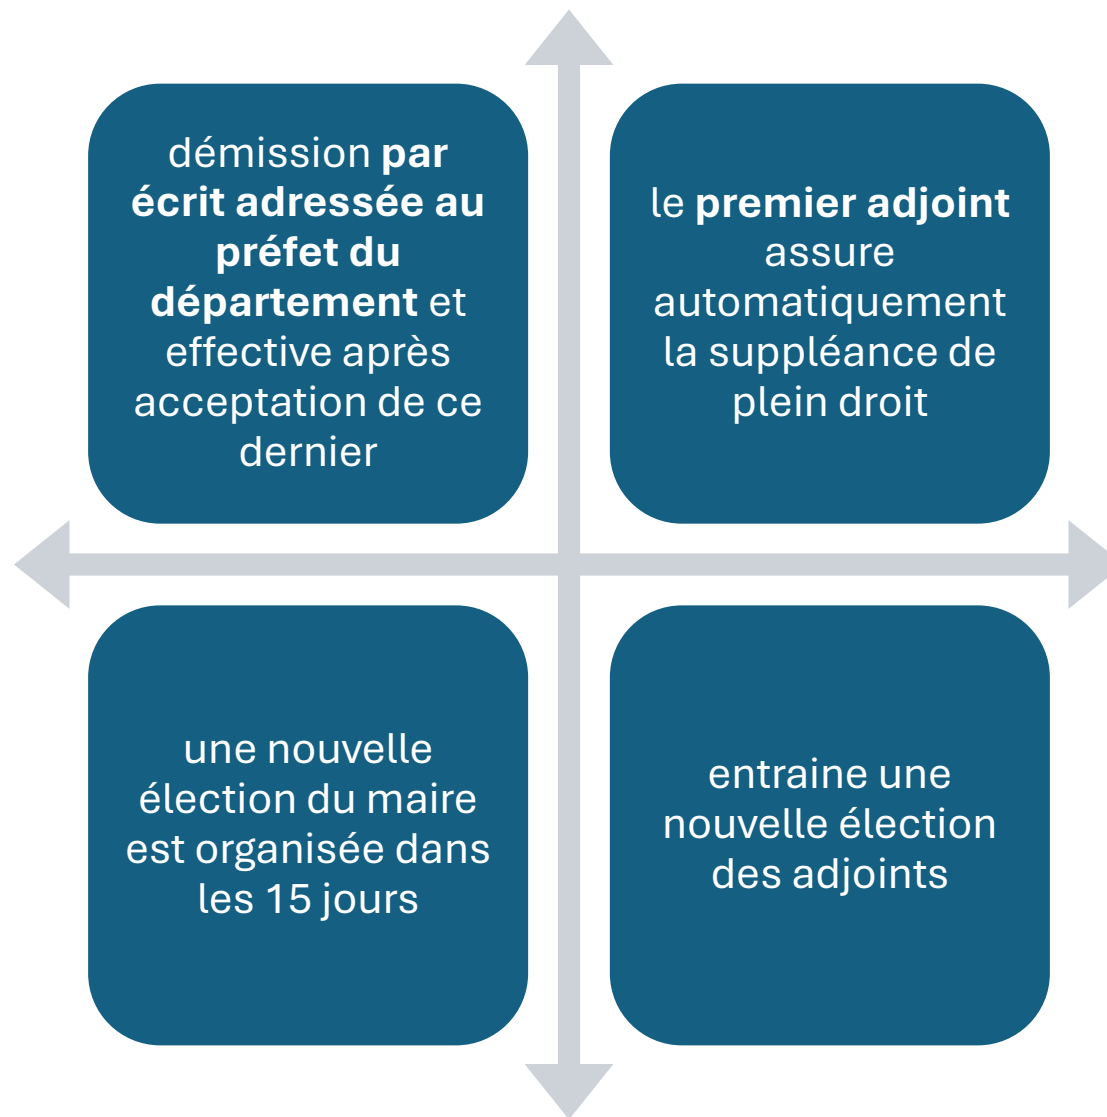 démission par
écrit adressée au
préfet du
département et
effective après
acceptation de ce
dernier
le premier adjoint
assure
automatiquement
la suppléance de
plein droit
une nouvelle
élection du maire
est organisée dans
les 15 jours
entraine une
nouvelle élection
des adjoints